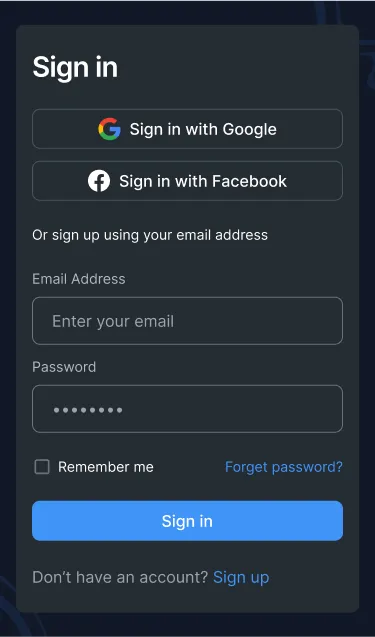 Sign in
Sign in with Google
Sign in with Facebook
Or sign up using your email address
Email Address
Enter your email
Password
Remember me
Forget password?
Sign in
Don’t have an account? Sign up